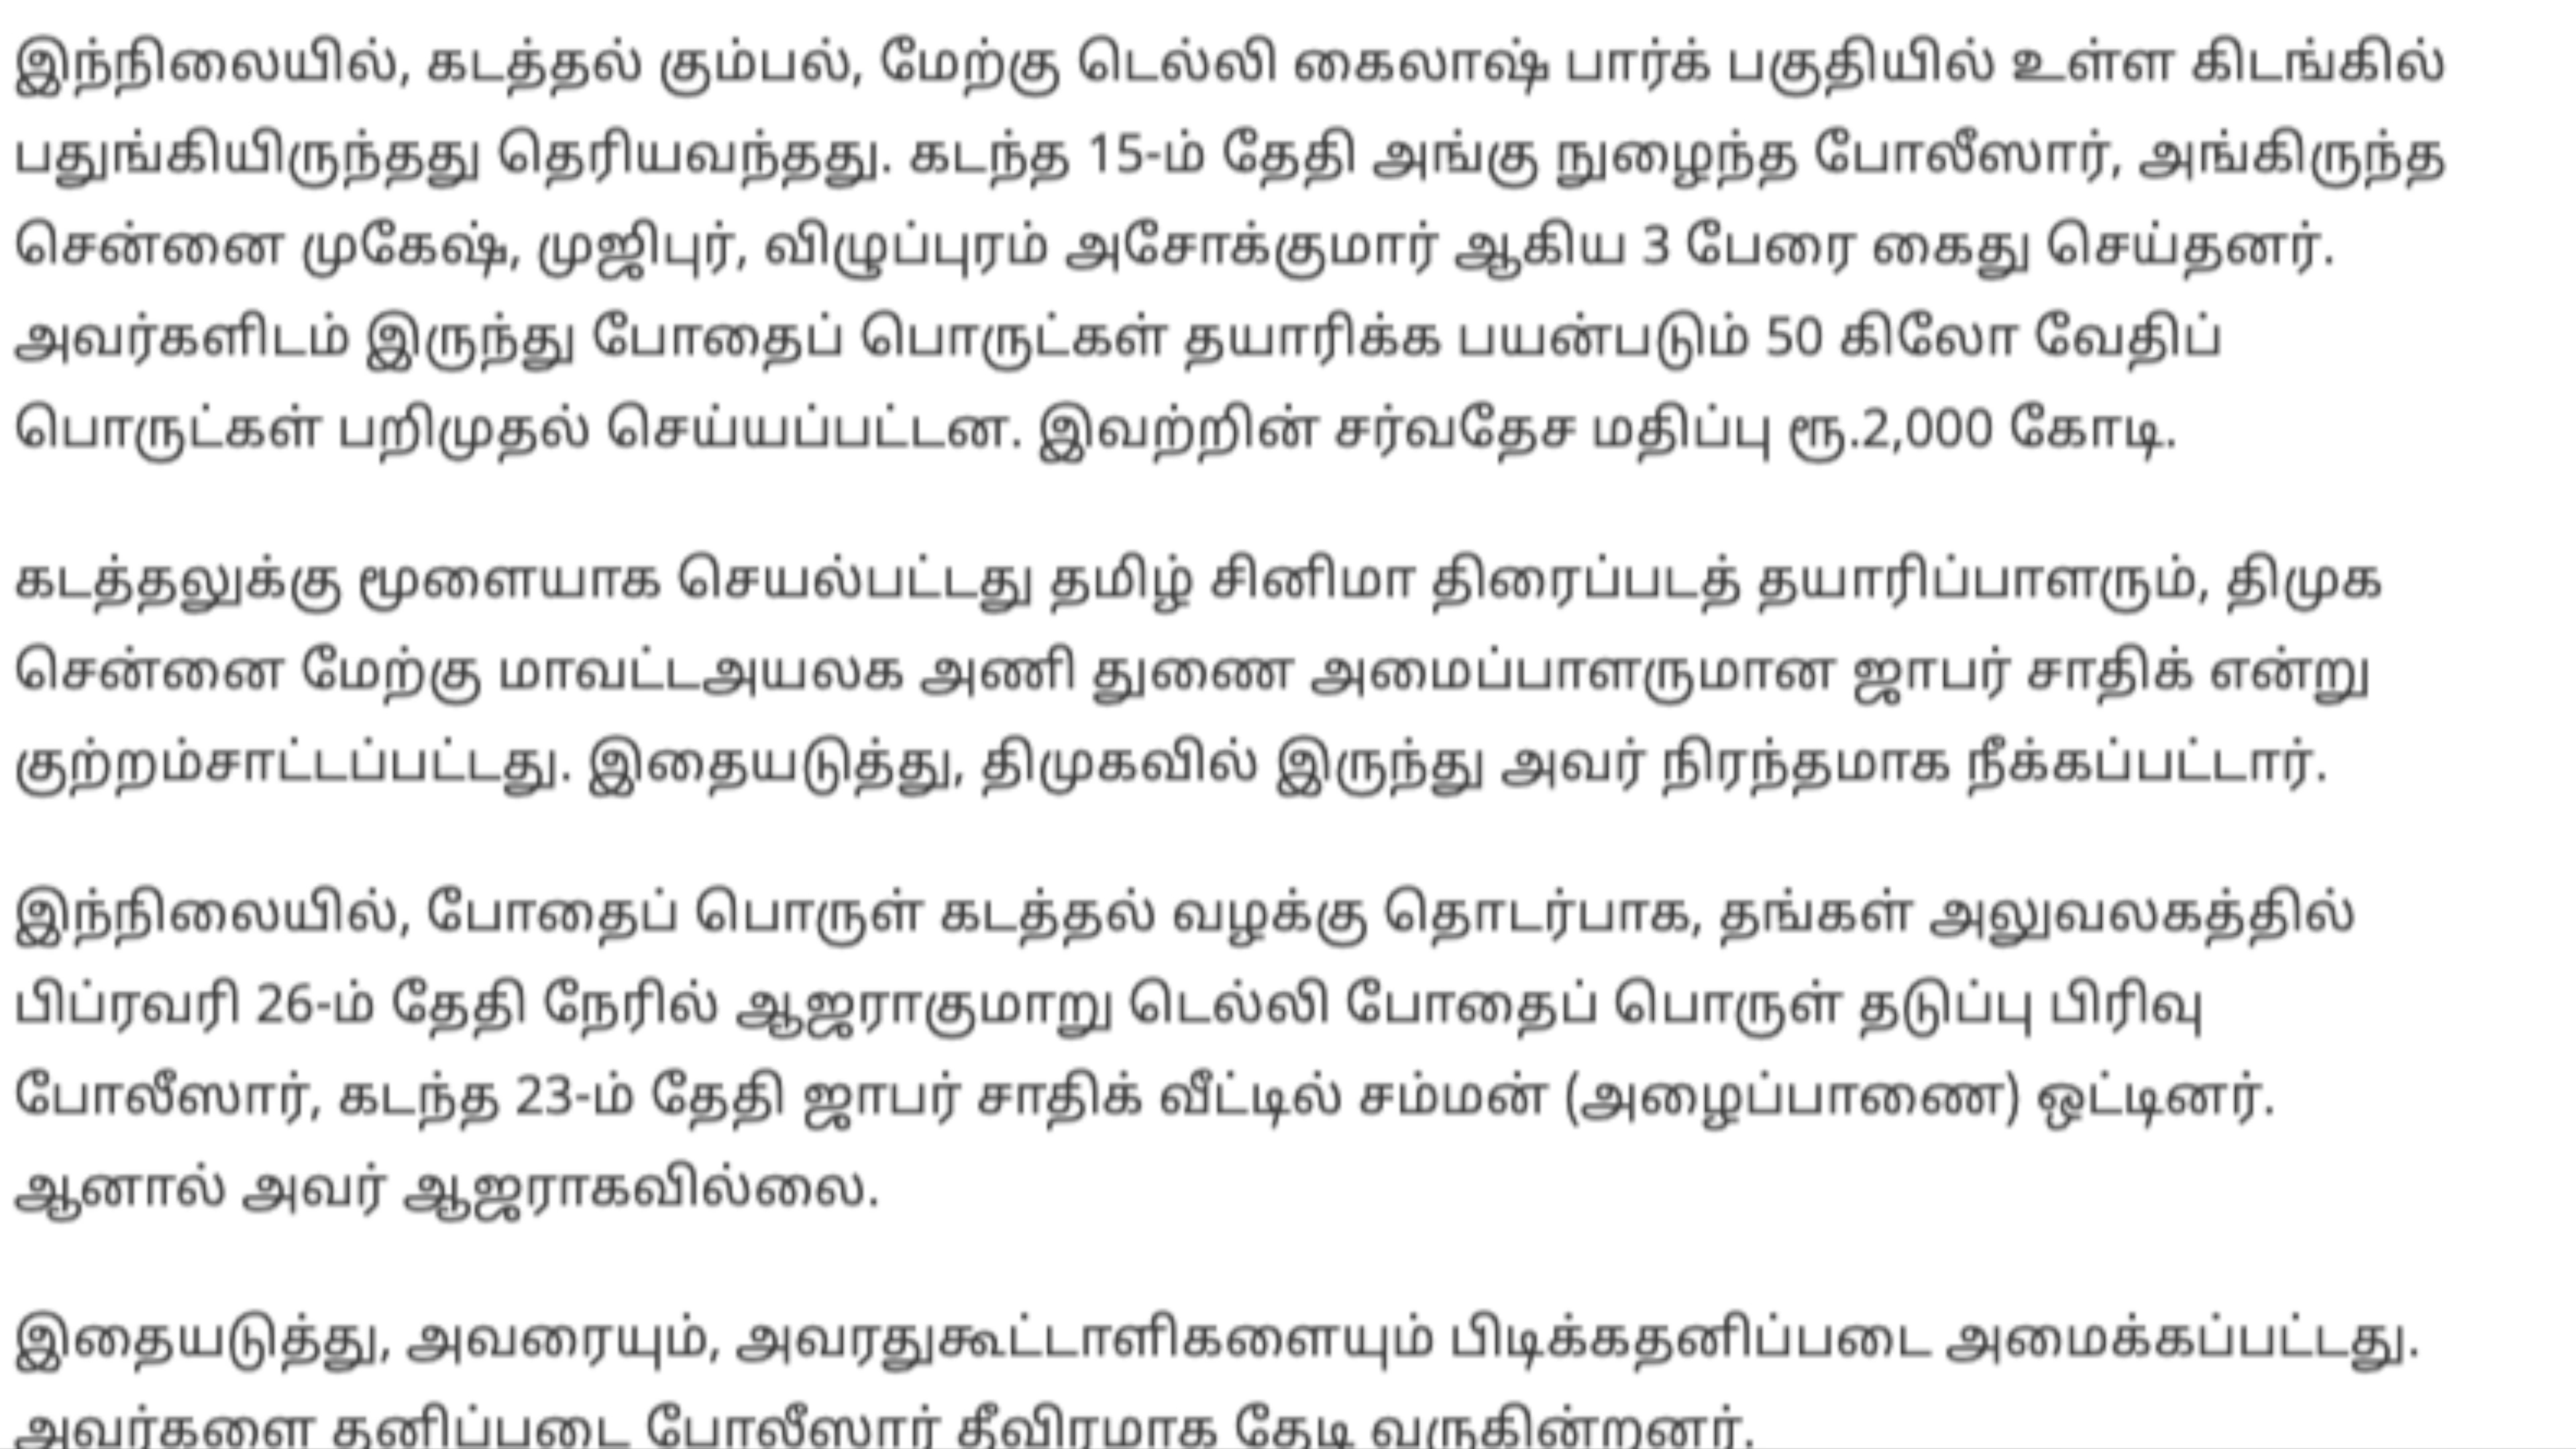 இந்நிலையில், கடத்தல் கும்பல், மேற்கு டெல்லி கைலாஷ் பார்க் பகுதியில் உள்ள கிடங்கில்
பதுங்கியிருந்தது தெரியவந்தது. கடந்த 15-ம் தேதி அங்கு நுழைந்த போலீஸார், அங்கிருந்த
சென்னை முகேஷ், முஜிபுர், விழுப்புரம் அசோக்குமார் ஆகிய 3 பேரை கைது செய்தனர்.
அவர்களிடம் இருந்து போதைப் பொருட்கள் தயாரிக்க பயன்படும் 50 கிலோ வேதிப்
பொருட்கள் பறிமுதல் செய்யப்பட்டன. இவற்றின் சர்வதேச மதிப்பு ரூ.2,000 கோடி.
கடத்தலுக்கு மூளையாக செயல்பட்டது தமிழ் சினிமா திரைப்படத் தயாரிப்பாளரும், திமுக
சென்னை மேற்கு மாவட்டஅயலக அணி துணை அமைப்பாளருமான ஜாபர் சாதிக் என்று
குற்றம்சாட்டப்பட்டது. இதையடுத்து, திமுகவில் இருந்து அவர் நிரந்தமாக நீக்கப்பட்டார்.
இந்நிலையில், போதைப் பொருள் கடத்தல் வழக்கு தொடர்பாக, தங்கள் அலுவலகத்தில்
பிப்ரவரி 26-ம் தேதி நேரில் ஆஜராகுமாறு டெல்லி போதைப் பொருள் தடுப்பு பிரிவு
போலீஸார், கடந்த 23-ம் தேதி ஜாபர் சாதிக் வீட்டில் சம்மன் (அழைப்பாணை) ஒட்டினர்.
ஆனால் அவர் ஆஜராகவில்லை.
இதையடுத்து, அவரையும், அவரதுகூட்டாளிகளையும் பிடிக்கதனிப்படை அமைக்கப்பட்டது.
அவர்களை தனிப்படை போலீஸார் தீவிரமாக தேடி வருகின்றனர்.